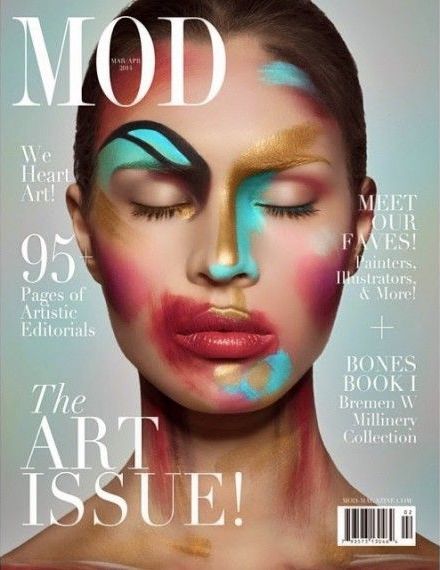 MOD
MAR/APR
2014
We
Heart
Art!
95+
Pages of
Artistic
Editorials
MEET
OUR
FAVES!
Painters,
Illustrators,
& More!
+
BONES
BOOK I
Bremen W
Millinery
Collection
The
ART
ISSUE!
MOD-MAGAZINE.COM
02